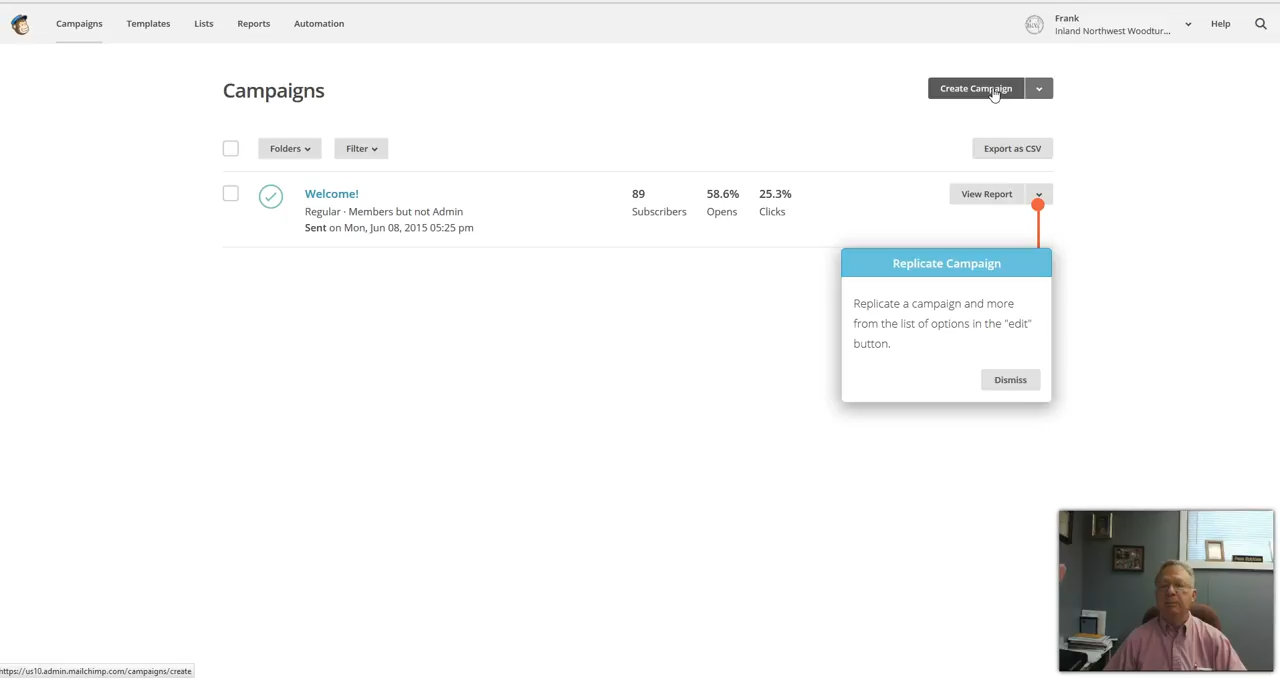 Campaigns
Templates
Lists
Reports
Automation
Frank
Inland Northwest Woodtur...
Help
Campaigns
Create Campaign
Folders
Filter
Export as CSV
Welcome!
Regular · Members but not Admin
Sent on Mon, Jun 08, 2015 05:25 pm
89
Subscribers
58.6%
Opens
25.3%
Clicks
View Report
Replicate Campaign
Replicate a campaign and more
from the list of options in the "edit"
button.
Dismiss
https://us10.admin.mailchimp.com/campaigns/create